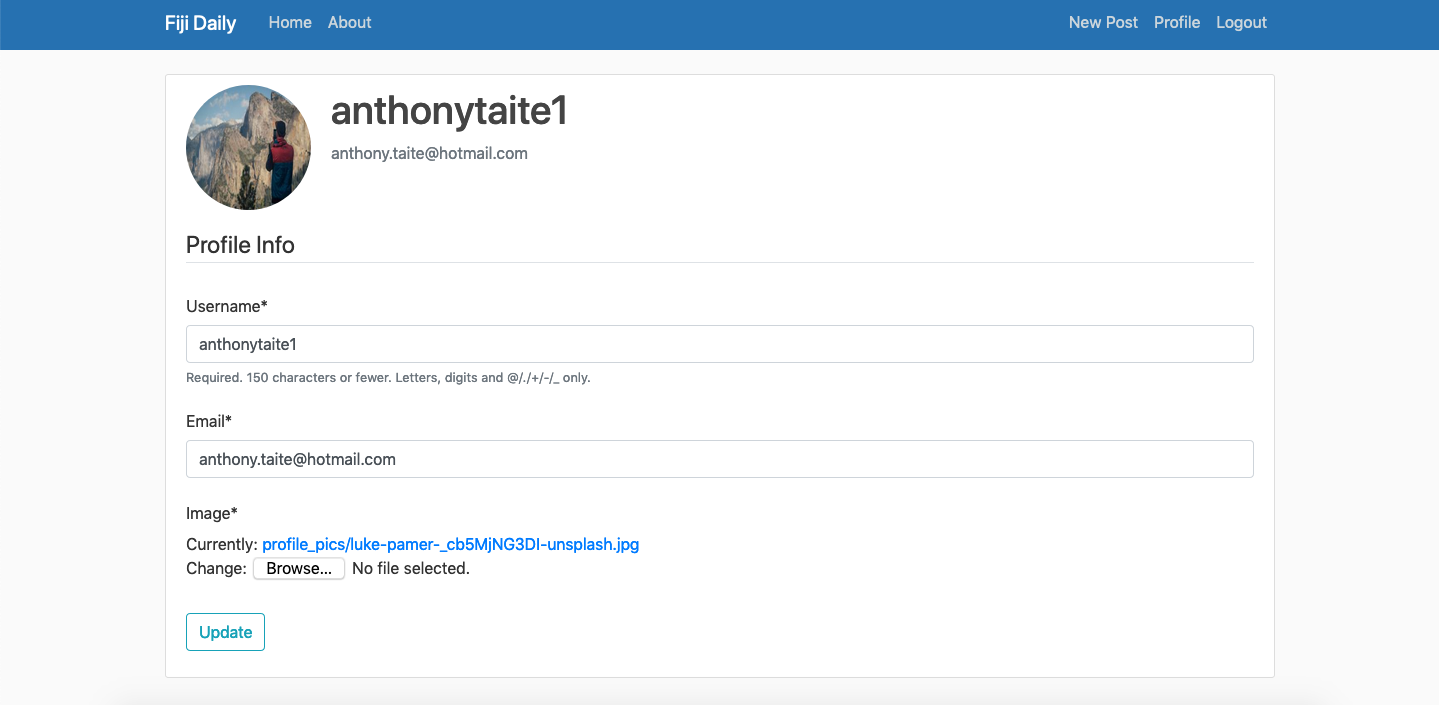 Fiji Daily Home About New Post Profile Logout
anthonytaite1
anthony.taite@hotmail.com
Profile Info
Username*
anthonytaite1
Required. 150 characters or fewer. Letters, digits and @/./+/-/_ only.
Email*
anthony.taite@hotmail.com
Image*
Currently: profile_pics/luke-pamer-_cb5MjNG3DI-unsplash.jpg
Change: Browse... No file selected.
Update